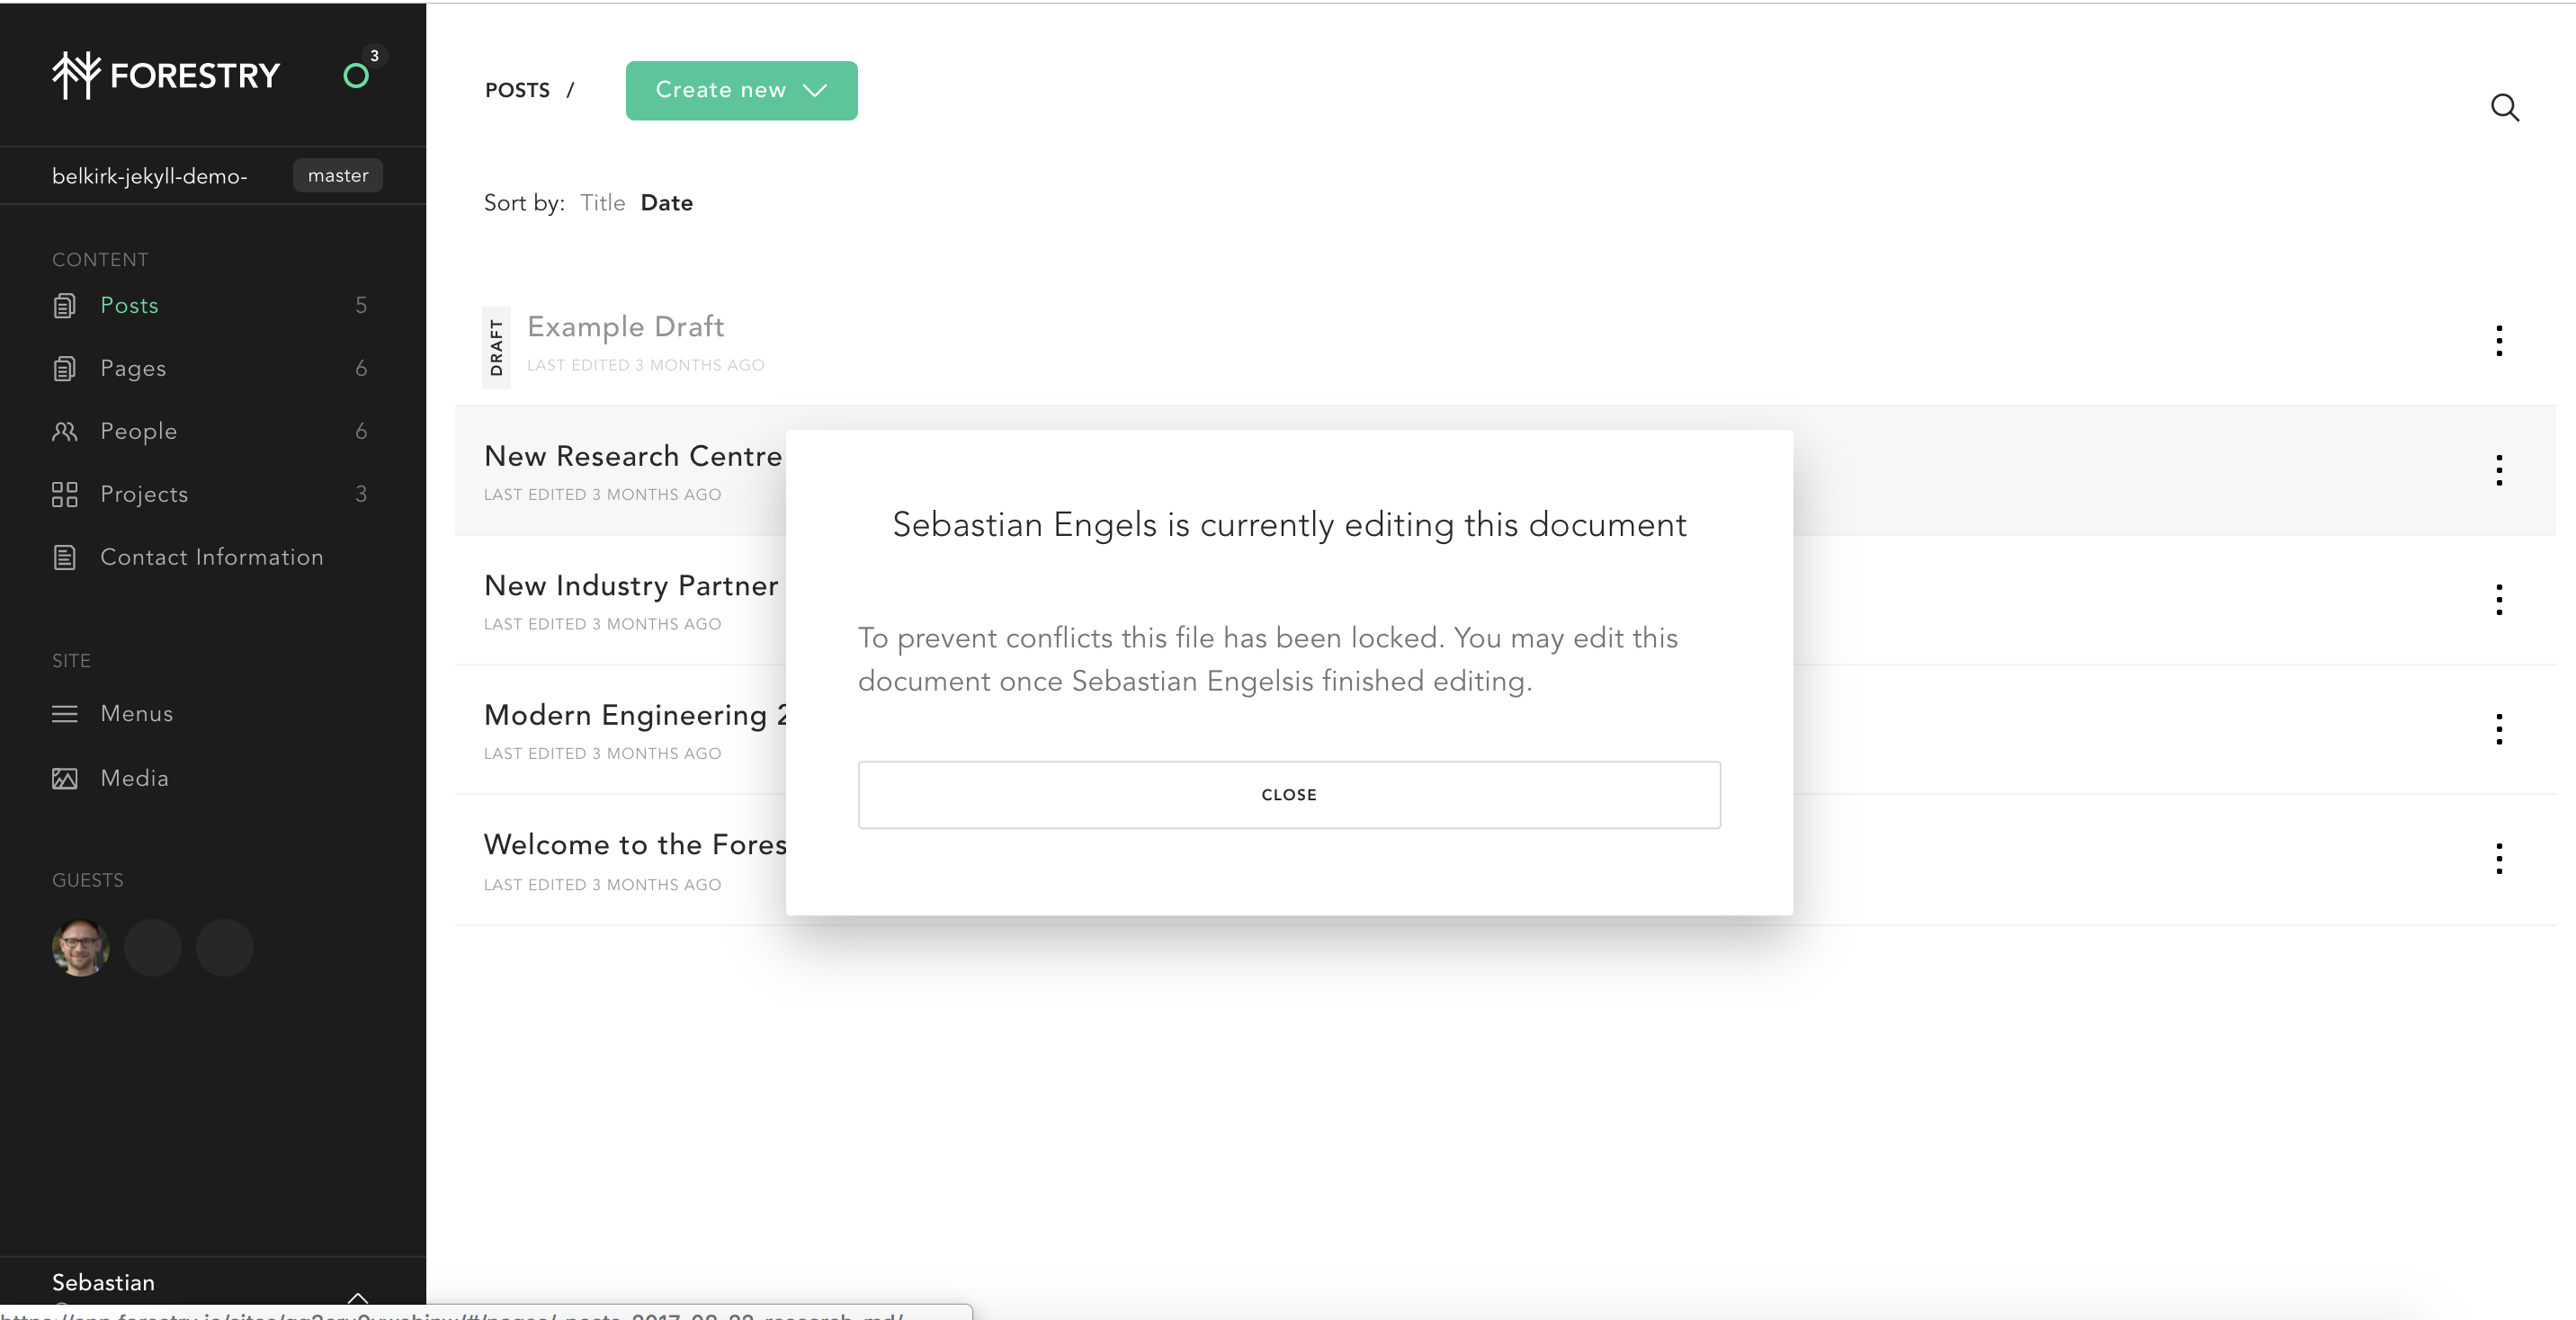 FORESTRY
3
belkirk-jekyll-demo-
master
CONTENT
Posts 5
Pages 6
People 6
Projects 3
Contact Information
SITE
Menus
Media
GUESTS
Sebastian
POSTS /
Create new
Sort by: Title Date
DRAFT
Example Draft
LAST EDITED 3 MONTHS AGO
New Research Centre
LAST EDITED 3 MONTHS AGO
New Industry Partner
LAST EDITED 3 MONTHS AGO
Modern Engineering
LAST EDITED 3 MONTHS AGO
Welcome to the Fores
LAST EDITED 3 MONTHS AGO
Sebastian Engels is currently editing this document
To prevent conflicts this file has been locked. You may edit this
document once Sebastian Engelsis finished editing.
CLOSE